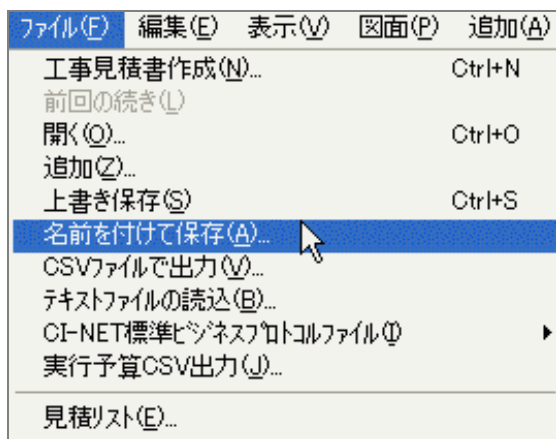 ﾌｧｲﾙ(F) 編集(E) 表示(V) 図面(P) 追加(A)
工事見積書作成(N)... Ctrl+N
前回の続き(L)
開く(O)... Ctrl+O
追加(Z)...
上書き保存(S) Ctrl+S
名前を付けて保存(A)...
CSVﾌｧｲﾙで出力(V)...
ﾃｷｽﾄﾌｧｲﾙの読込(B)...
CI-NET標準ﾋﾞｼﾞﾈｽﾌﾟﾛﾄｺﾙﾌｧｲﾙ(I)
実行予算CSV出力(J)...
見積ﾘｽﾄ(E)...